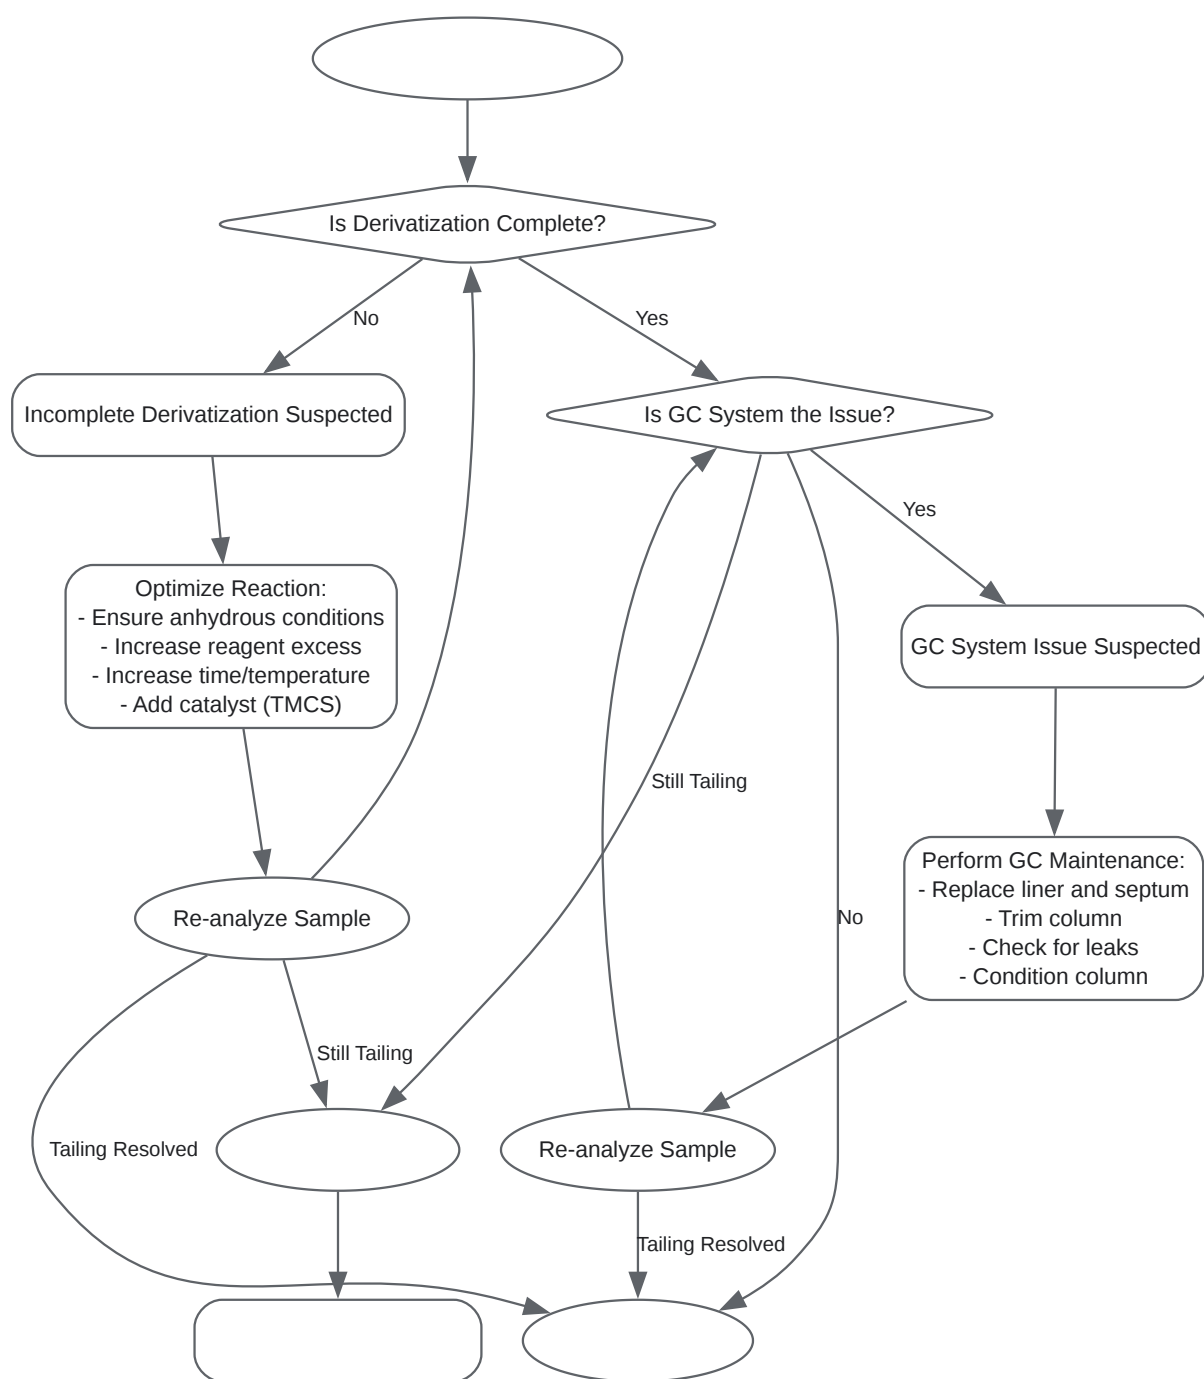 Is Derivatization Complete?
No
Yes
Incomplete Derivatization Suspected
Is GC System the Issue?
Yes
Optimize Reaction:
- Ensure anhydrous conditions
- Increase reagent excess
- Increase time/temperature
- Add catalyst (TMCS)
GC System Issue Suspected
Still Tailing
Perform GC Maintenance:
- Replace liner and septum
- Trim column
- Check for leaks
- Condition column
Re-analyze Sample
No
Still Tailing
Tailing Resolved
Re-analyze Sample
Tailing Resolved